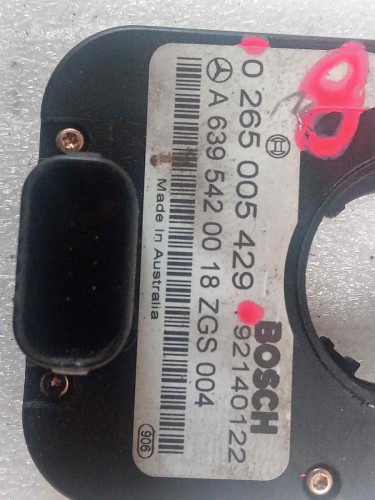 0 265 005 429 92140122
BOSCH
A 639 542 00 18 ZGS 004
Made In Australia
906